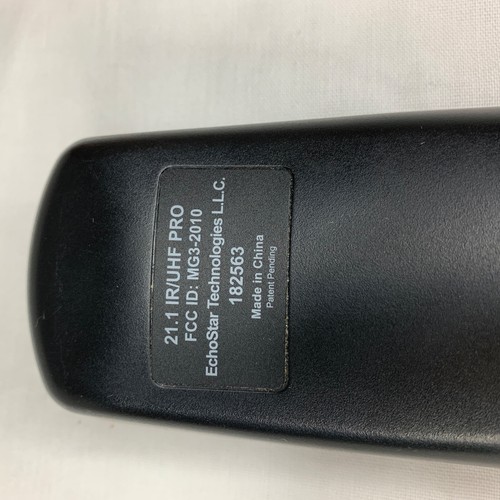 21.1 IR/UHF PRO
FCC ID: MG3-2010
EchoStar Technologies L.L.C.
182563
Made in China
Patent Pending